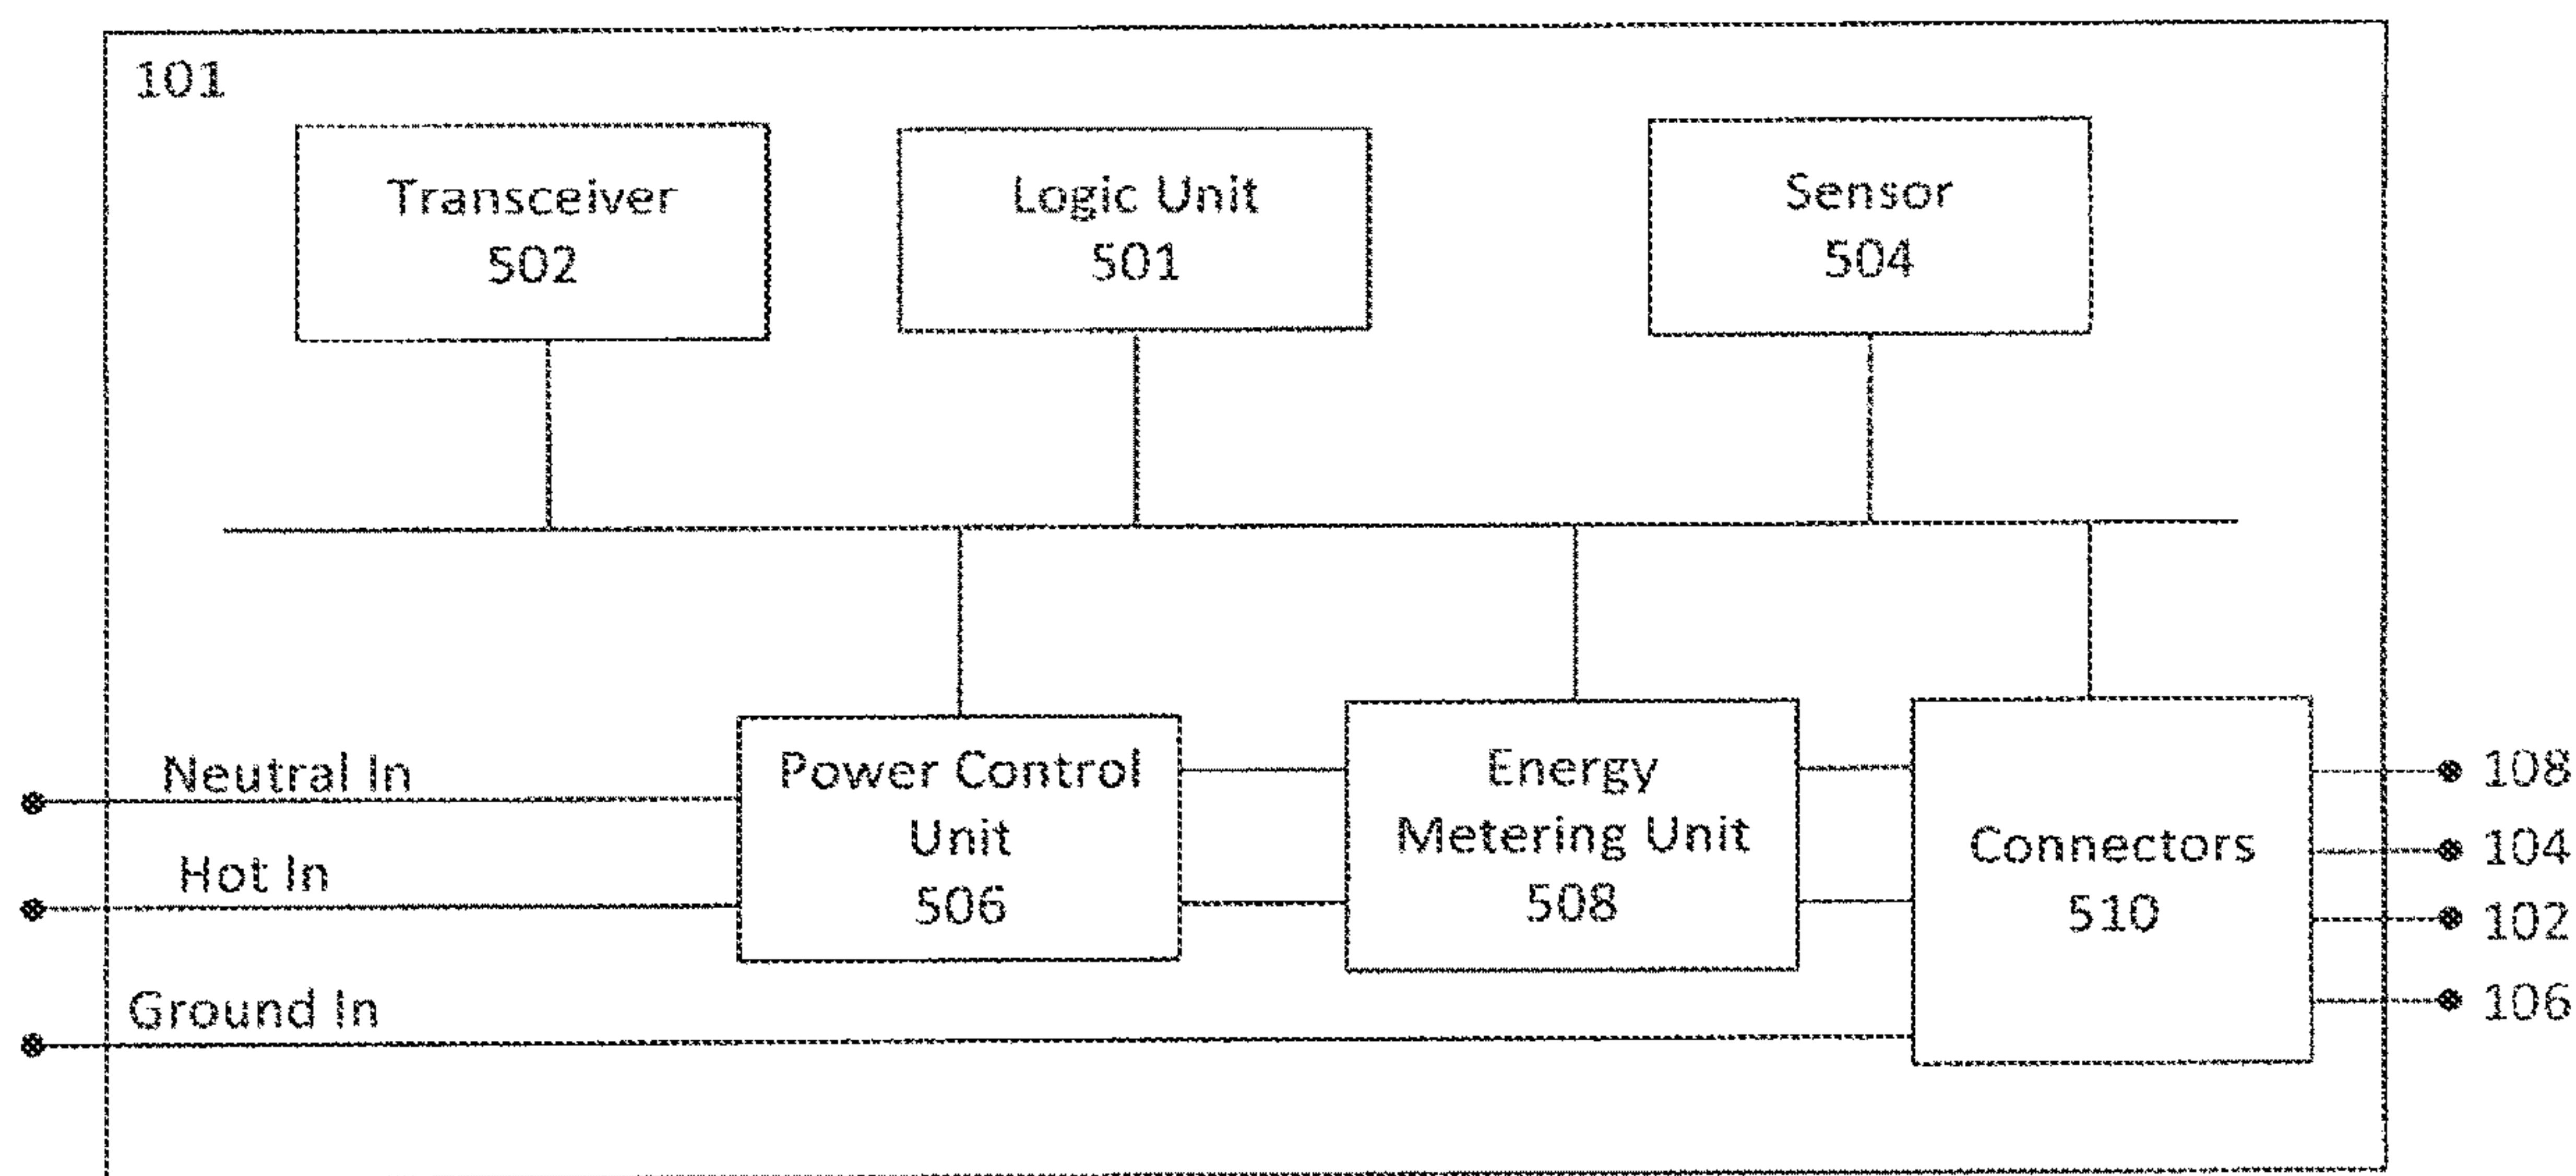 101
Transceiver
502
Logic Unit
501
Sensor
504
Neutral In
Hot In
Ground In
Power Control
Unit
506
Energy
Metering Unit
508
Connectors
510
108
104
102
106